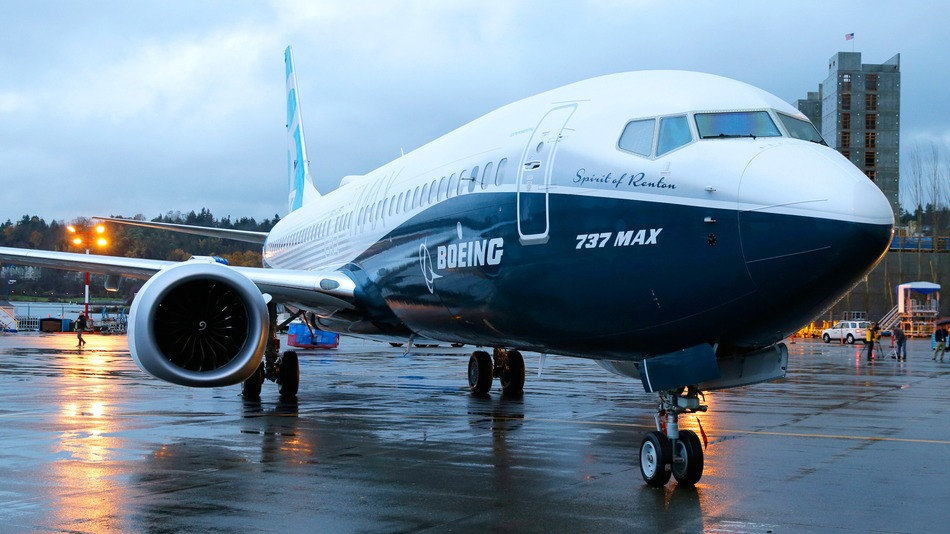 Spirit of Renton
BOEING
737 MAX